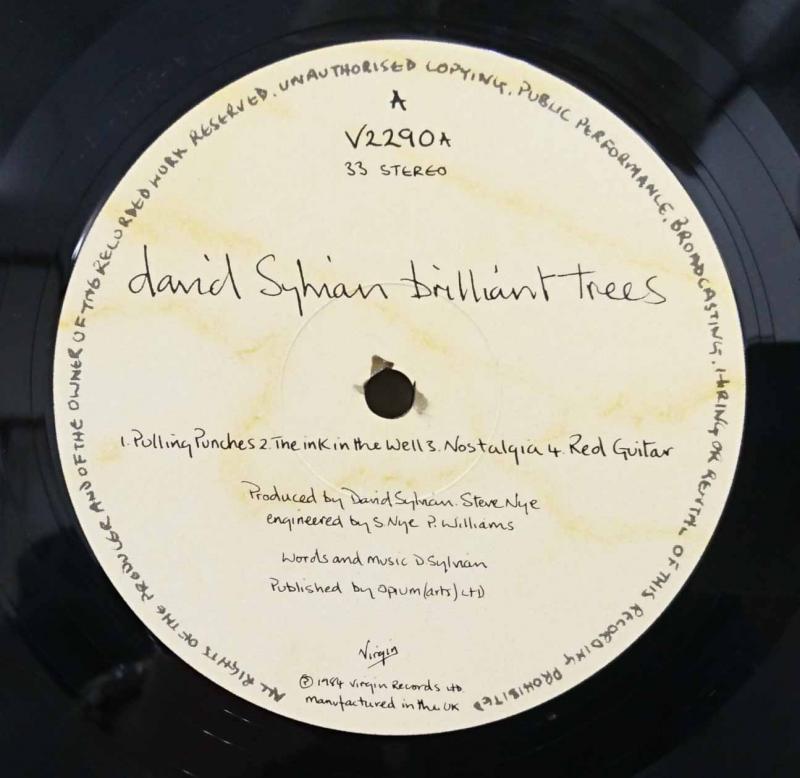 A
V2290A
33 STEREO
david Sylvian brilliant trees
1. Pulling Punches 2. The ink in the Well 3. Nostalgia 4. Red Guitar
Produced by David Sylvian. Steve Nye
engineered by S. Nye P. Williams
Words and Music D Sylvian
Published by Opium (arts) LTD
Virgin
Ⓟ 1984 Virgin Records Ltd.
manufactured in the UK
ALL RIGHTS OF THE PRODUCER AND OF THE OWNER OF THE RECORDED WORK RESERVED. UNAUTHORISED COPYING, PUBLIC PERFORMANCE, BROADCASTING, HIRING OR RENTAL OF THIS RECORDING PROHIBITED